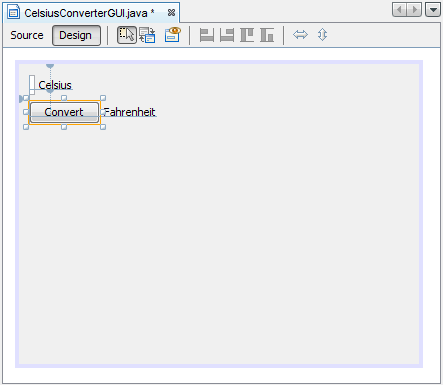 CelsiusConverterGUI.java *
Source Design
Celsius
Convert Fahrenheit